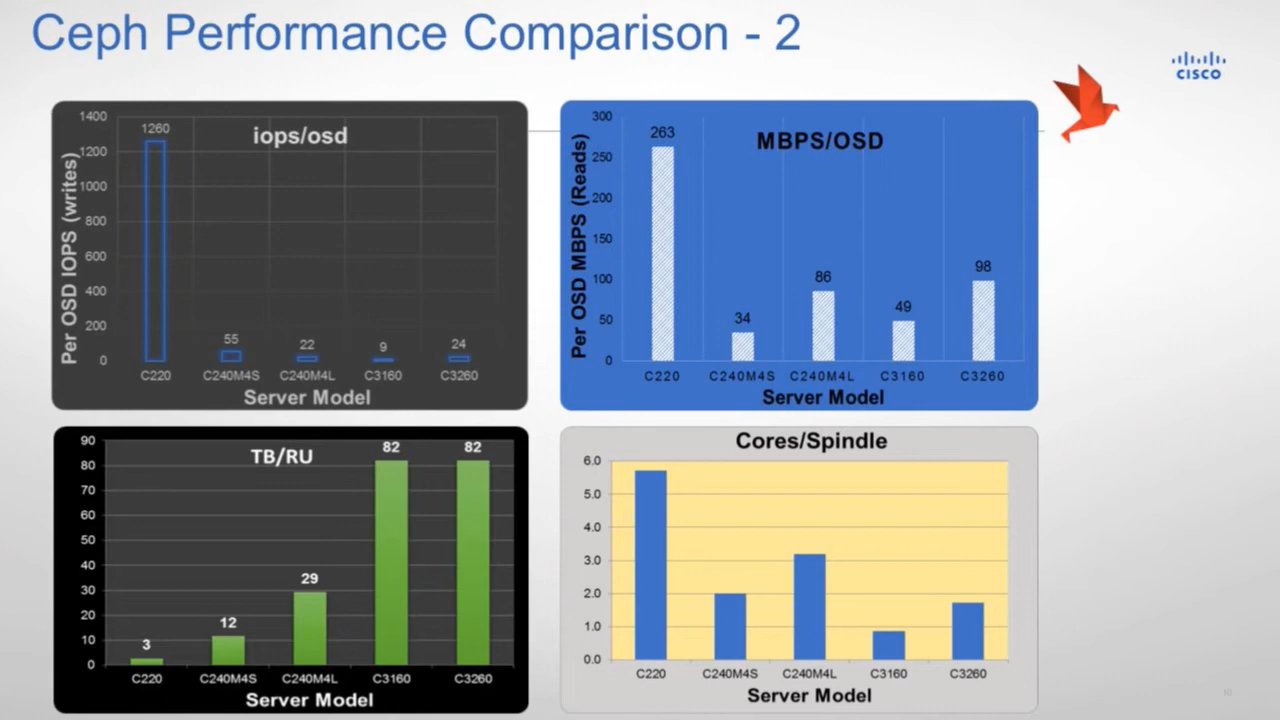 Ceph Performance Comparison - 2
CISCO
iops/osd
Per OSD IOPS (writes)
1400
1200
1000
800
600
400
200
0
1260
55
22
9
24
C220 C240M4S C240M4L C3160 C3260
Server Model
MBPS/OSD
Per OSD MBPS (Reads)
300
250
200
150
100
50
0
263
34
86
49
98
C220 C240M4S C240M4L C3160 C3260
Server Model
TB/RU
90
80
70
60
50
40
30
20
10
0
3
12
29
82
82
C220 C240M4S C240M4L C3160 C3260
Server Model
Cores/Spindle
6.0
5.0
4.0
3.0
2.0
1.0
0.0
C220 C240M4S C240M4L C3160 C3260
Server Model